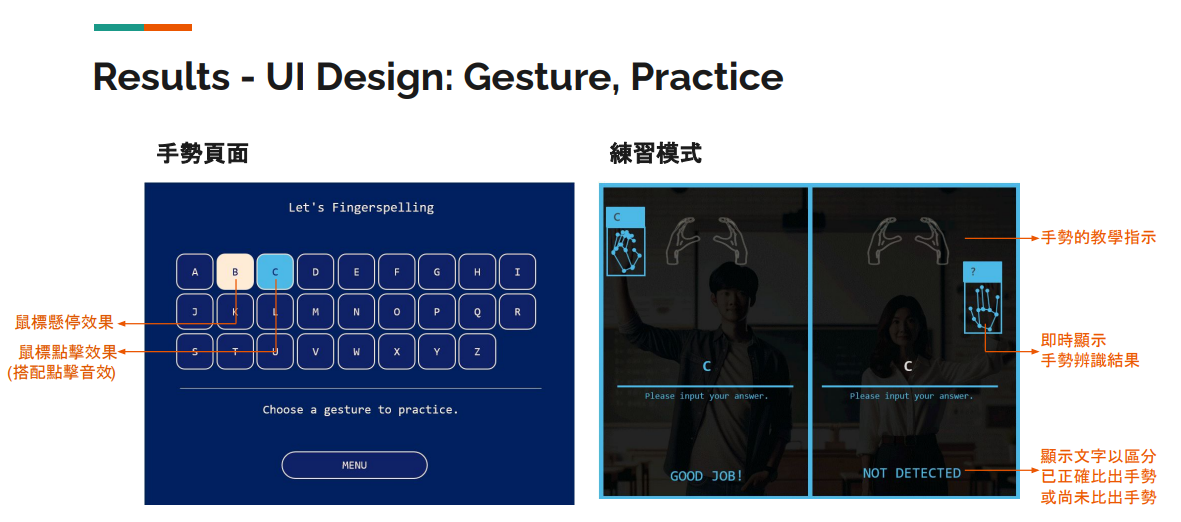 Results - UI Design: Gesture, Practice
手勢頁面
Let's Fingerspelling
A B C D E F G H I
J K L M N O P Q R
S T U V W X Y Z
Choose a gesture to practice.
MENU
鼠標懸停效果
鼠標點擊效果
(搭配點擊音效)
練習模式
C
C
Please input your answer.
GOOD JOB!
?
C
Please input your answer.
NOT DETECTED
手勢的教學指示
即時顯示
手勢辨識結果
顯示文字以區分
已正確比出手勢
或尚未比出手勢